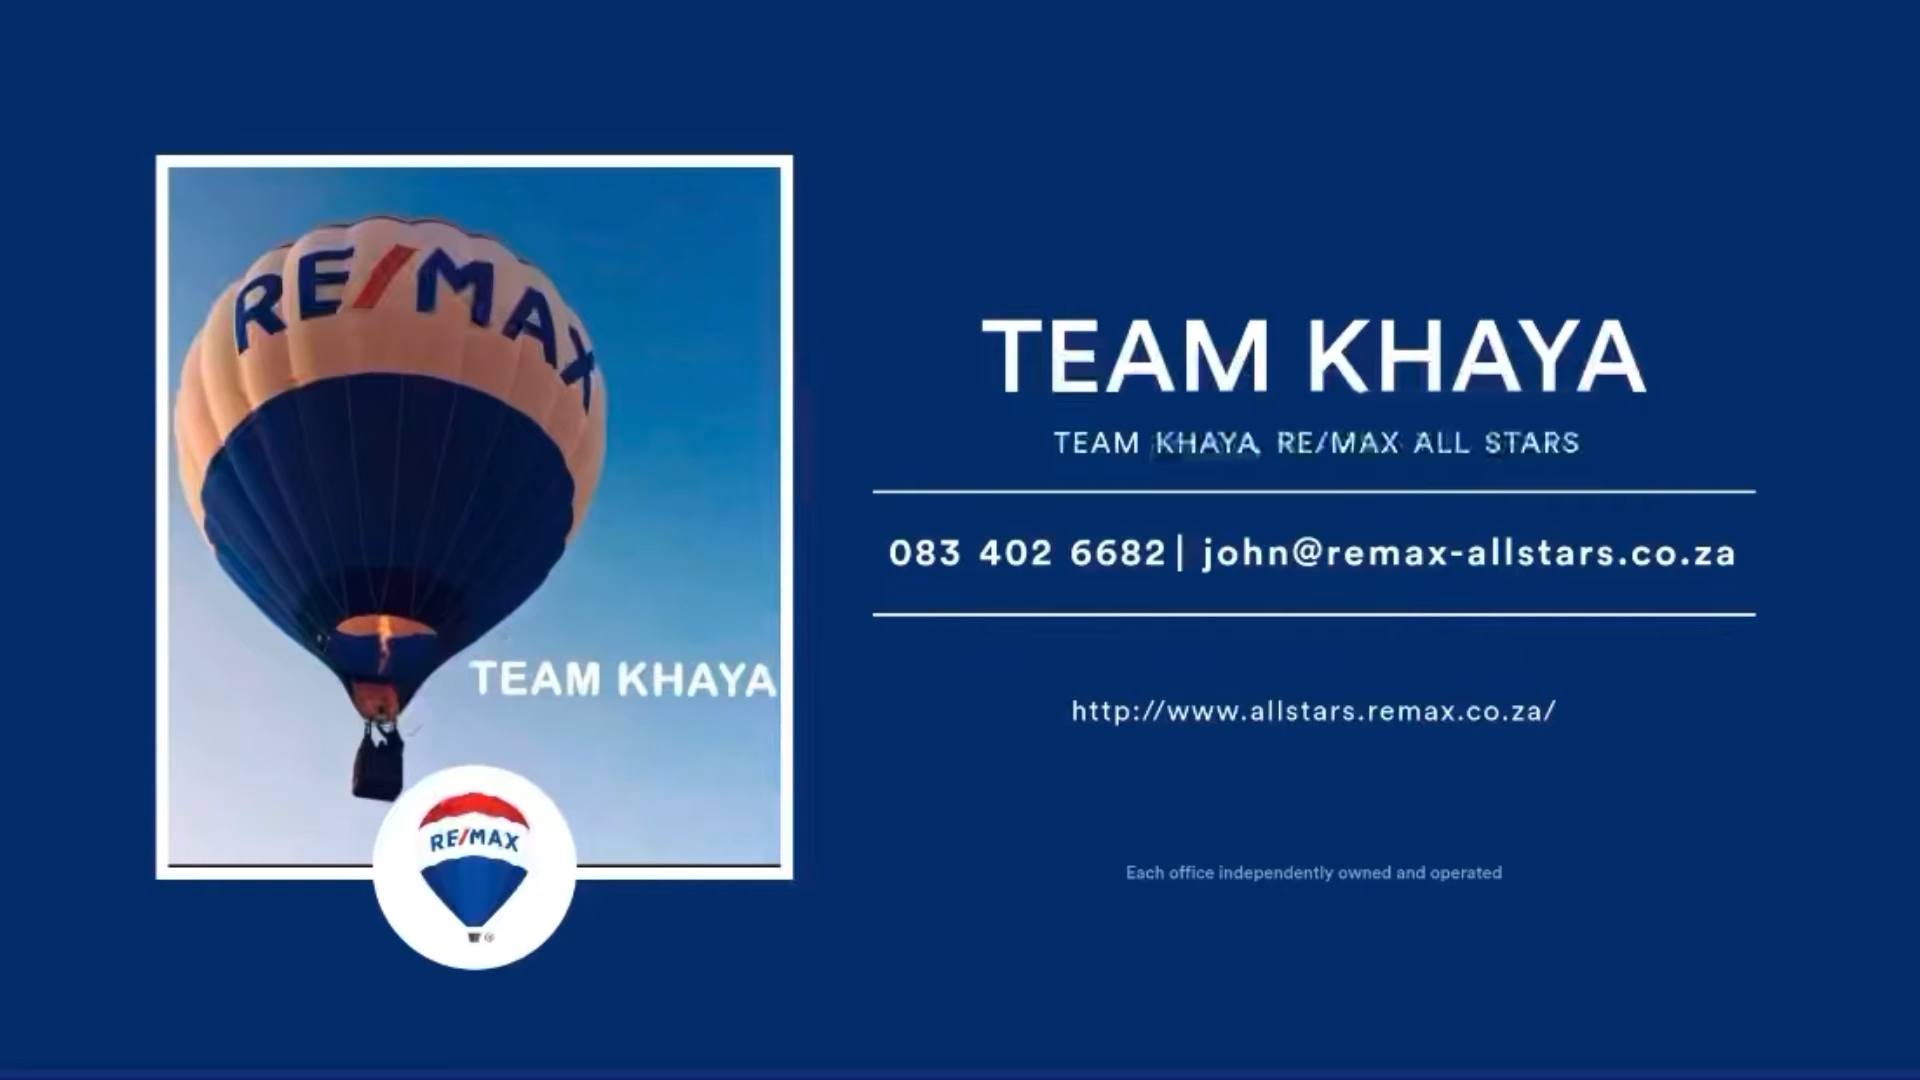 RE/MAX
TEAM KHAYA
RE/MAX
®
TEAM KHAYA
TEAM KHAYA, RE/MAX ALL STARS
083 402 6682| john@remax-allstars.co.za
http://www.allstars.remax.co.za/
Each office independently owned and operated